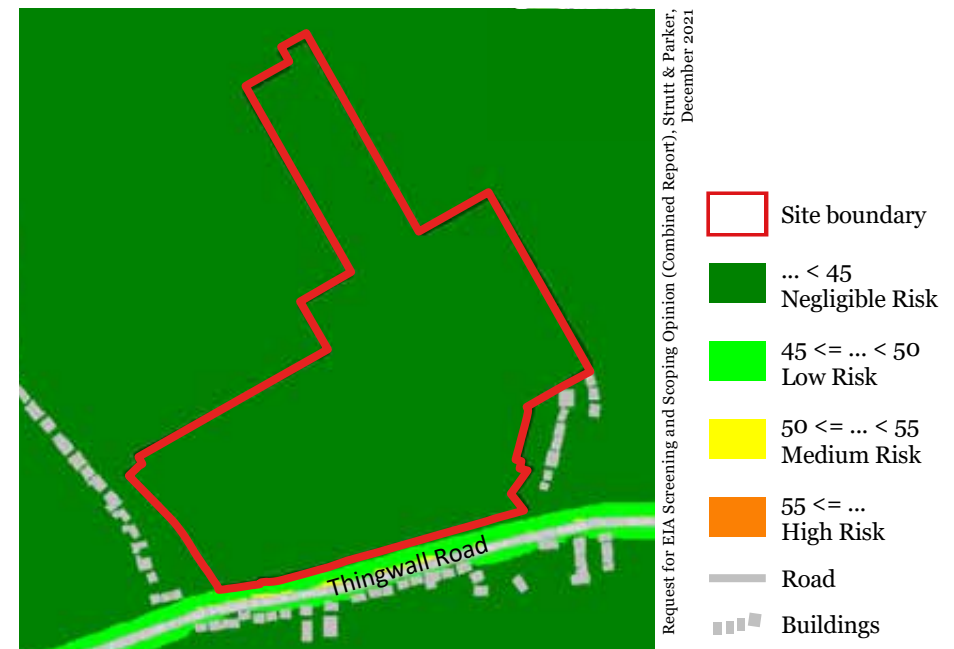 Thingwall Road
Request for EIA Screening and Scoping Opinion (Combined Report), Strutt & Parker,
December 2021
Site boundary
... < 45
Negligible Risk
45 <= ... < 50
Low Risk
50 <= ... < 55
Medium Risk
55 <= ...
High Risk
Road
Buildings